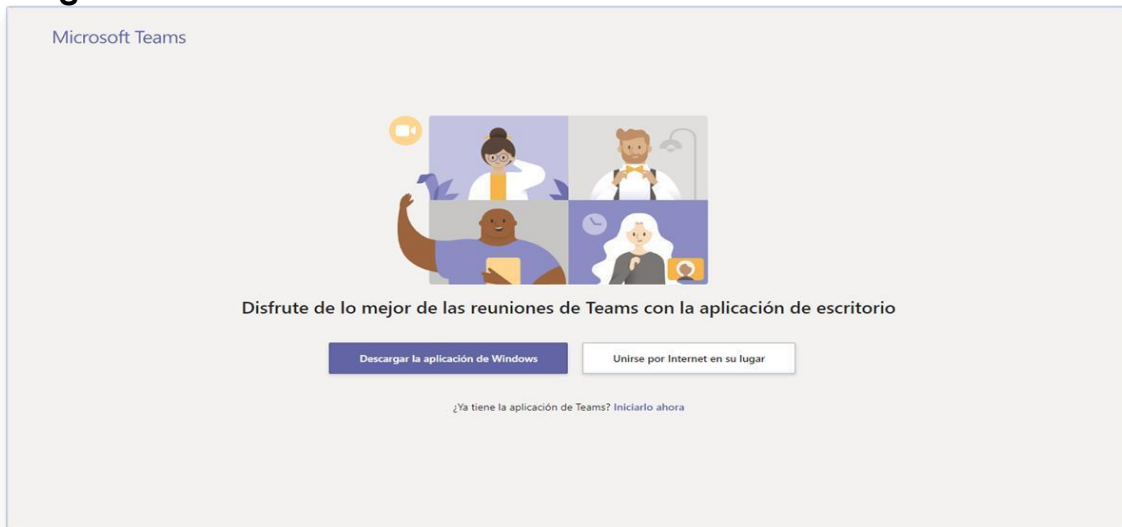 Microsoft Teams
Disfrute de lo mejor de las reuniones de Teams con la aplicación de escritorio
Descargar la aplicación de Windows
Unirse por Internet en su lugar
¿Ya tiene la aplicación de Teams? Iniciarlo ahora